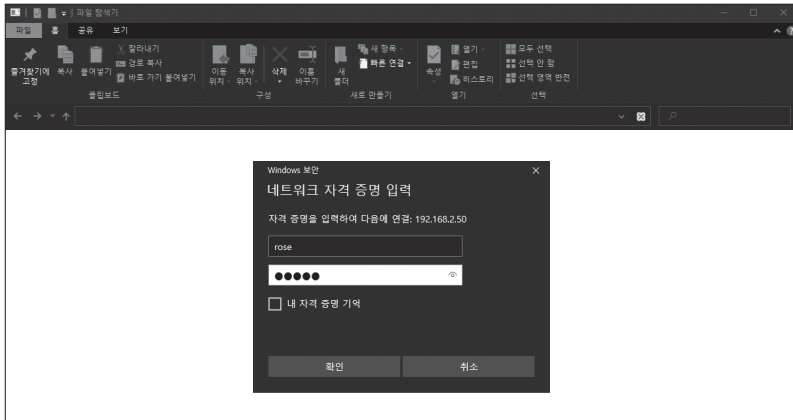 파일 탐색기
파일 홈 공유 보기
즐겨찾기에 고정
복사
붙여넣기
잘라내기
경로 복사
바로 가기 붙여넣기
클립보드
이동 위치
복사 위치
삭제
이름 바꾸기
구성
새 폴더
새 항목
빠른 연결
새로 만들기
속성
열기
편집
히스토리
열기
모두 선택
선택 안 함
선택 영역 반전
선택
Windows 보안
네트워크 자격 증명 입력
자격 증명을 입력하여 다음에 연결: 192.168.2.50
rose
●●●●●
내 자격 증명 기억
확인 취소